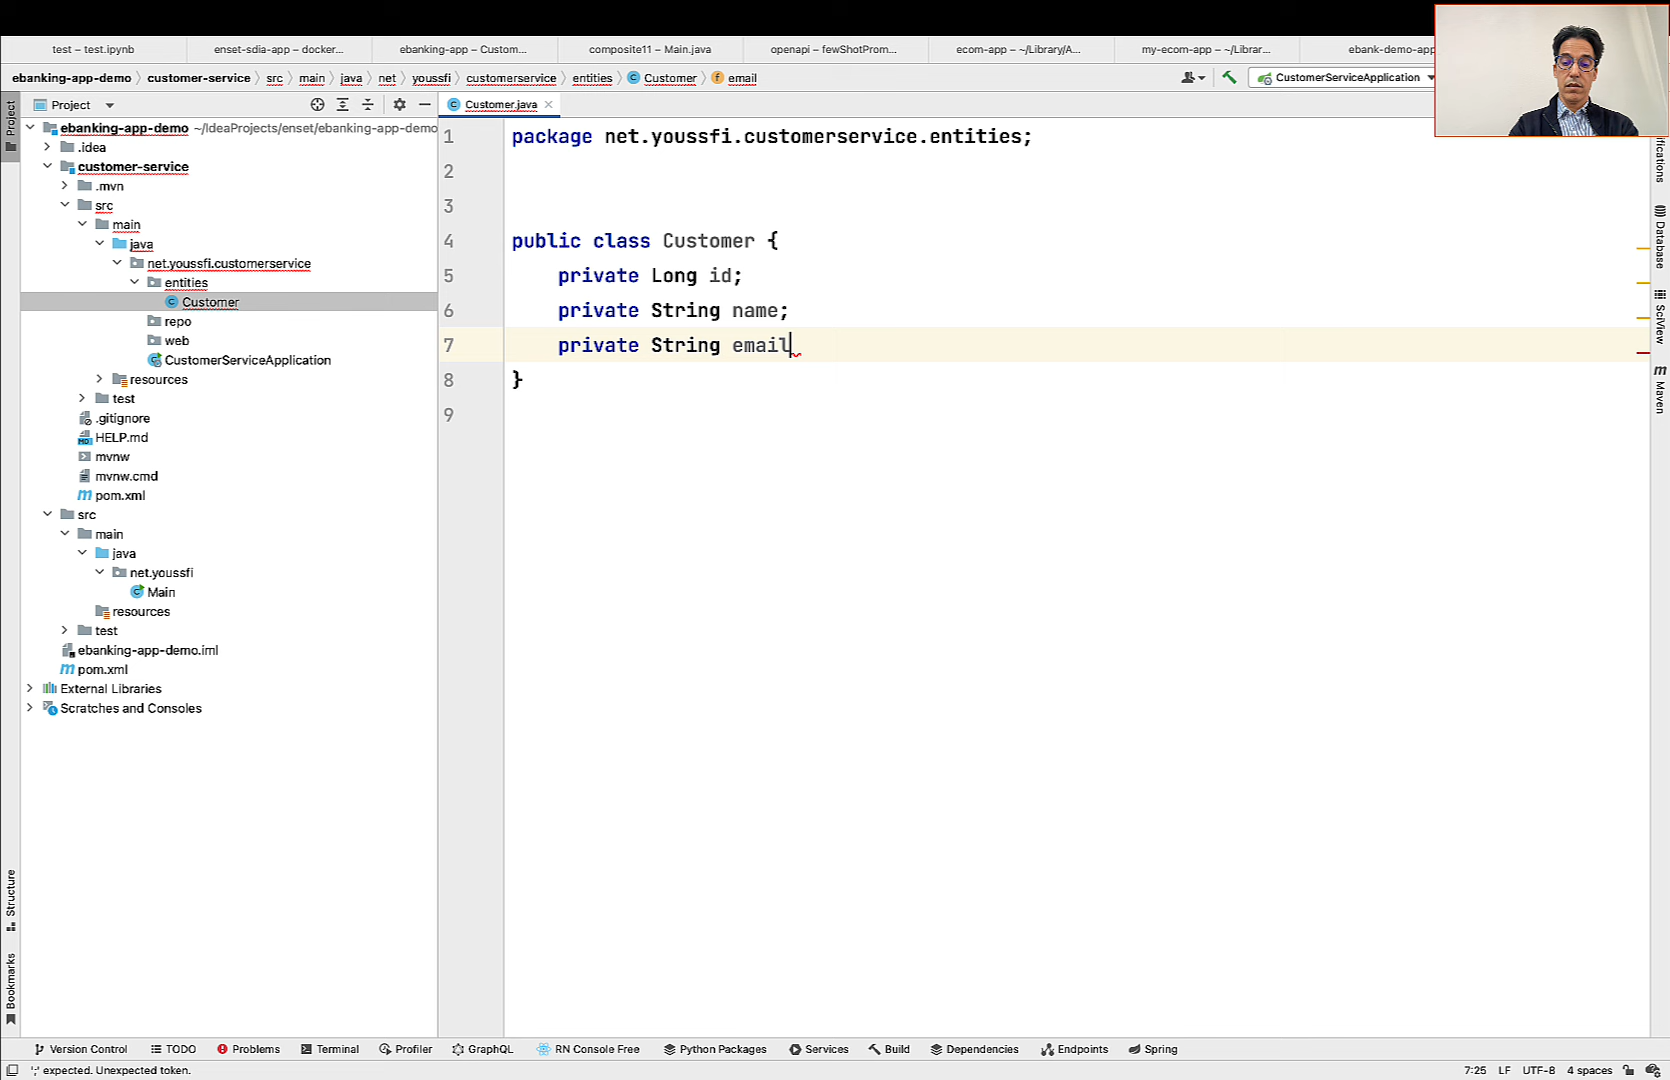 test – test.ipynb
enset-sdia-app – docker...
ebanking-app – Custom...
composite11 – Main.java
openapi – fewShotProm...
ecom-app – ~/Library/A...
my-ecom-app – ~/Librar...
ebank-demo-app
ebanking-app-demo › customer-service › src › main › java › net › youssfi › customerservice › entities › Customer › email
CustomerServiceApplication
Project
Project
Customer.java
ebanking-app-demo ~/IdeaProjects/enset/ebanking-app-demo
.idea
customer-service
.mvn
src
main
java
net.youssfi.customerservice
entities
Customer
repo
web
CustomerServiceApplication
resources
test
.gitignore
HELP.md
mvnw
mvnw.cmd
pom.xml
src
main
java
net.youssfi
Main
resources
test
ebanking-app-demo.iml
pom.xml
External Libraries
Scratches and Consoles
1 package net.youssfi.customerservice.entities;
2
3
4 public class Customer {
5 private Long id;
6 private String name;
7 private String email
8 }
9
Database
SciView
Maven
Structure
Bookmarks
Version Control
TODO
Problems
Terminal
Profiler
GraphQL
RN Console Free
Python Packages
Services
Build
Dependencies
Endpoints
Spring
';' expected. Unexpected token.
7:25 LF UTF-8 4 spaces